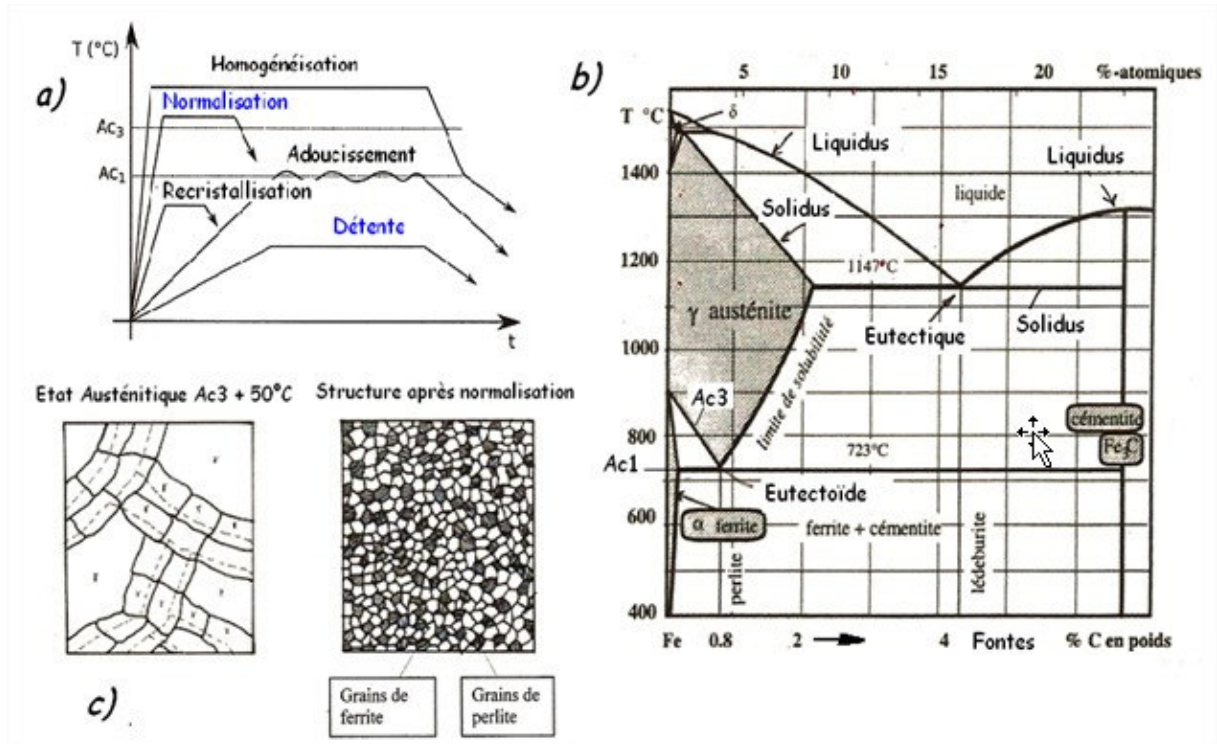 a)
T (°C)
Homogénéisation
Normalisation
Ac3
Adoucissement
Ac1
Recristallisation
Détente
t
b)
5 10 15 20 %-atomiques
T °C
δ
Liquidus
Liquidus
1400
liquide
Solidus
1200
1147°C
γ austénite
Solidus
Eutectique
1000
limite de solubilité
Ac3
cémentite
Fe3C
800
723°C
Ac1
Eutectoïde
600
α ferrite
ferrite + cémentite
perlite
lédeburite
400
Fe 0.8 2 4 Fontes % C en poids
Etat Austénitique Ac3 + 50°C
Structure après normalisation
Grains de
ferrite
Grains de
perlite
c)